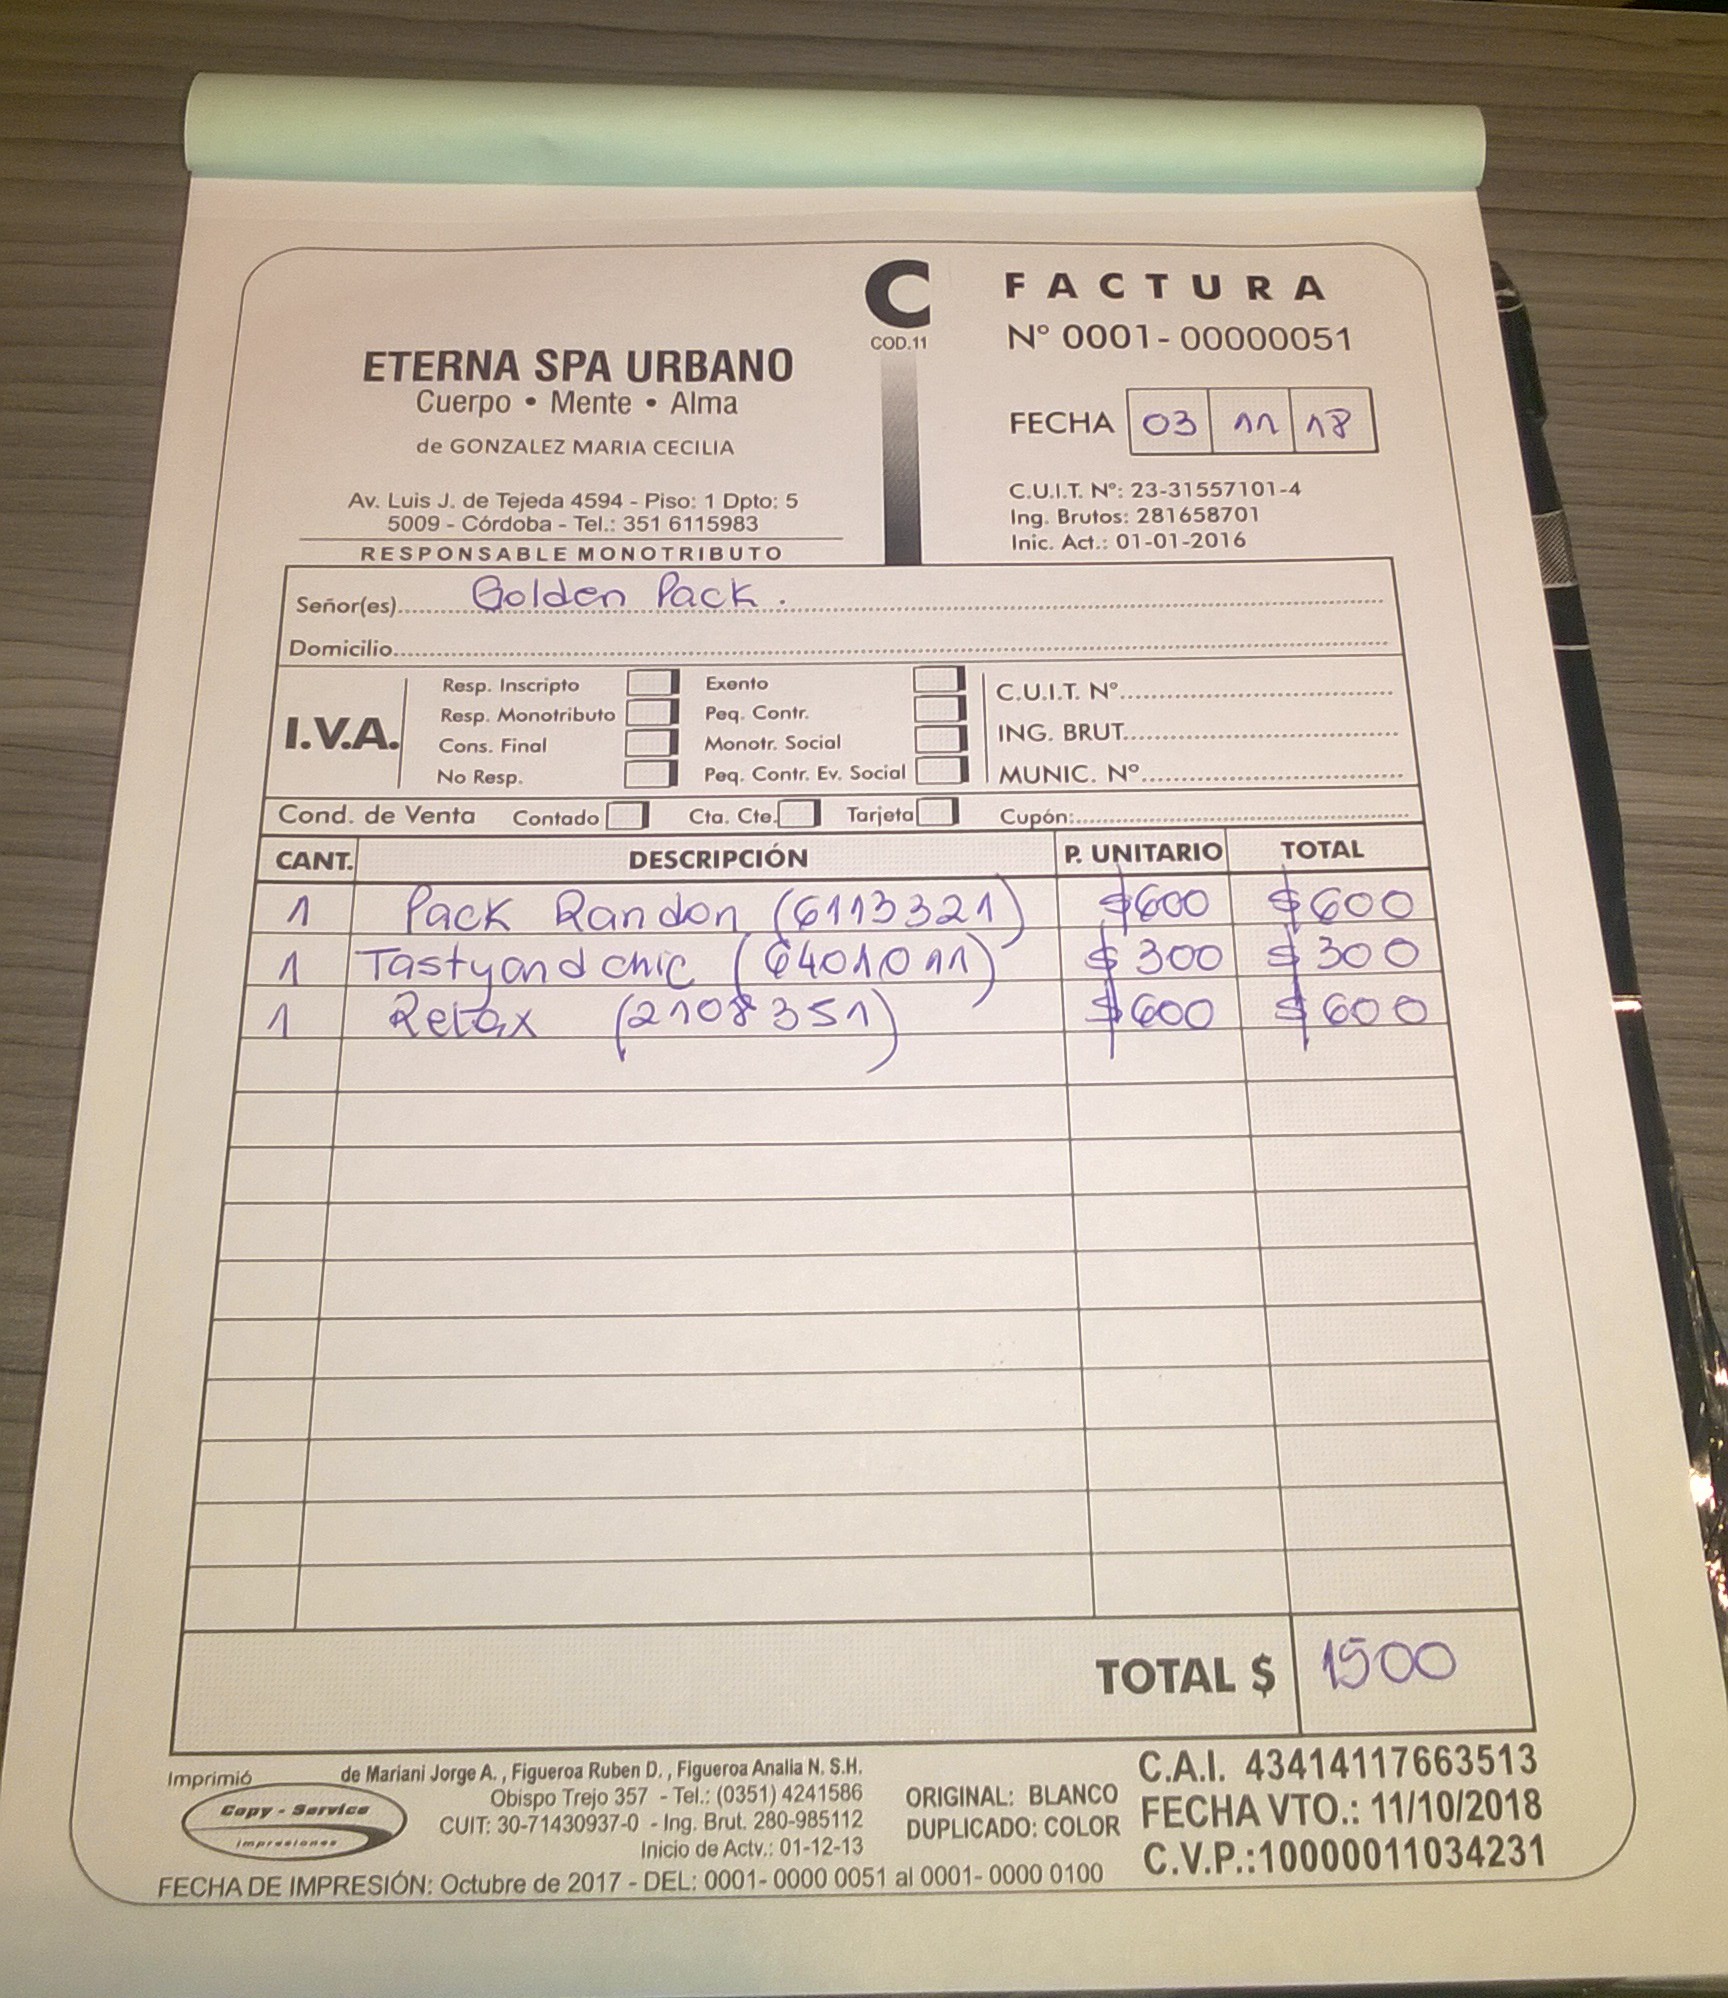 C
COD.11
FACTURA
Nº 0001-00000051
ETERNA SPA URBANO
Cuerpo • Mente • Alma
de GONZALEZ MARIA CECILIA
FECHA 03 11 18
Av. Luis J. de Tejeda 4594 - Piso: 1 Dpto: 5
5009 - Córdoba - Tel.: 351 6115983
RESPONSABLE MONOTRIBUTO
C.U.I.T. Nº: 23-31557101-4
Ing. Brutos: 281658701
Inic. Act.: 01-01-2016
Señor(es) Golden Pack.
Domicilio
I.V.A.
Resp. Inscripto Exento C.U.I.T. Nº
Resp. Monotributo Peq. Contr. ING. BRUT.
Cons. Final Monotr. Social
No Resp. Peq. Contr. Ev. Social MUNIC. Nº
Cond. de Venta Contado Cta. Cte. Tarjeta Cupón:
CANT. DESCRIPCIÓN P. UNITARIO TOTAL
1 Pack Randon (6113321) $600 $600
1 Tastyandchic (6401011) $300 $300
1 Relax (2108351) $600 $600
TOTAL $ 1500
Imprimió
Copy - Service
Impresiones
de Mariani Jorge A., Figueroa Ruben D., Figueroa Analia N. S.H.
Obispo Trejo 357 - Tel.: (0351) 4241586
CUIT: 30-71430937-0 - Ing. Brut. 280-985112
Inicio de Actv.: 01-12-13
ORIGINAL: BLANCO
DUPLICADO: COLOR
C.A.I. 43414117663513
FECHA VTO.: 11/10/2018
C.V.P.:10000011034231
FECHA DE IMPRESIÓN: Octubre de 2017 - DEL: 0001- 0000 0051 al 0001- 0000 0100